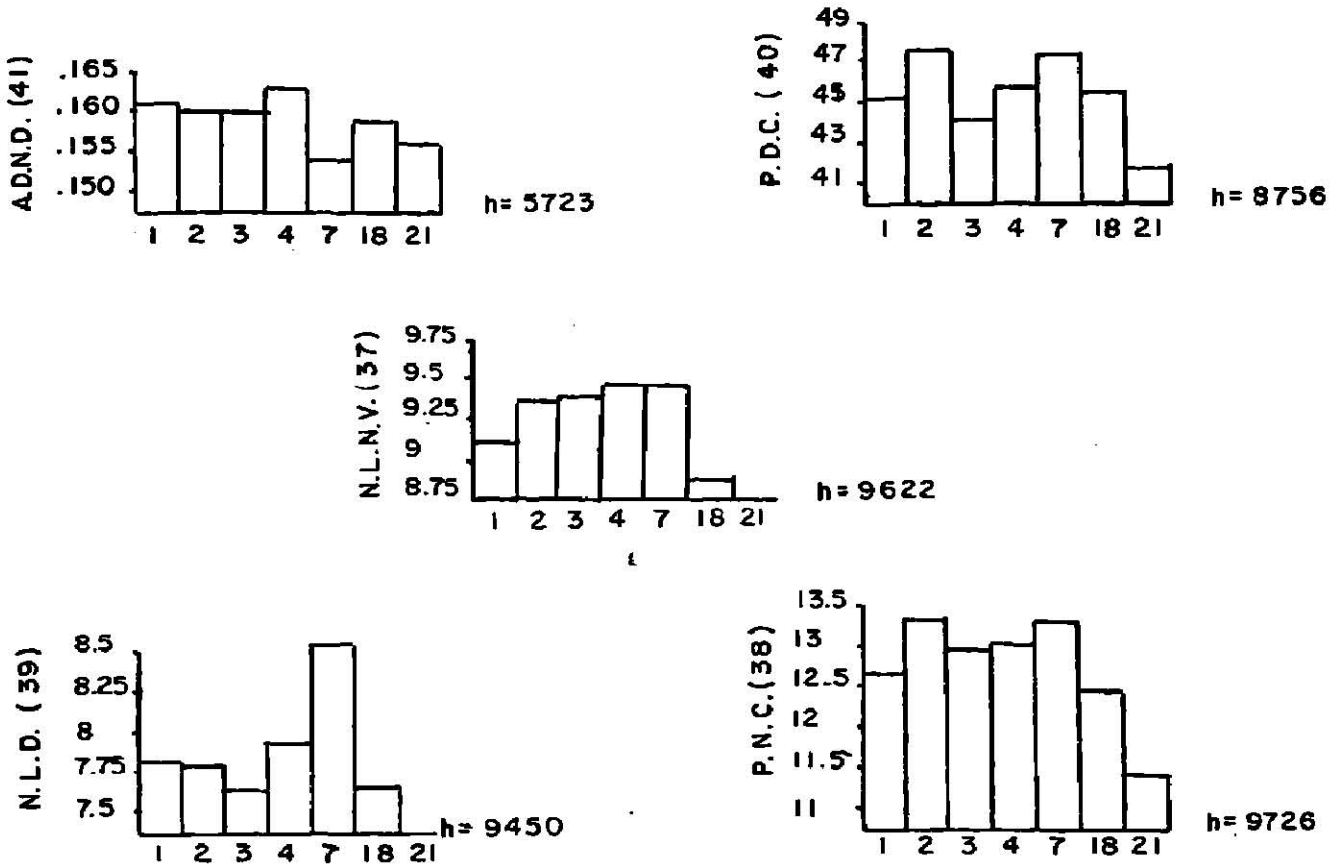 A.D.N.D. (41)
.165
.160
.155
.150
1 2 3 4 7 18 21
h= 5723
P.D.C. (40)
49
47
45
43
41
1 2 3 4 7 18 21
h= 8756
N.L.N.V. (37)
9.75
9.5
9.25
9
8.75
1 2 3 4 7 18 21
h= 9622
N.L.D. (39)
8.5
8.25
8
7.75
7.5
1 2 3 4 7 18 21
h= 9450
P.N.C. (38)
13.5
13
12.5
12
11.5
11
1 2 3 4 7 18 21
h= 9726